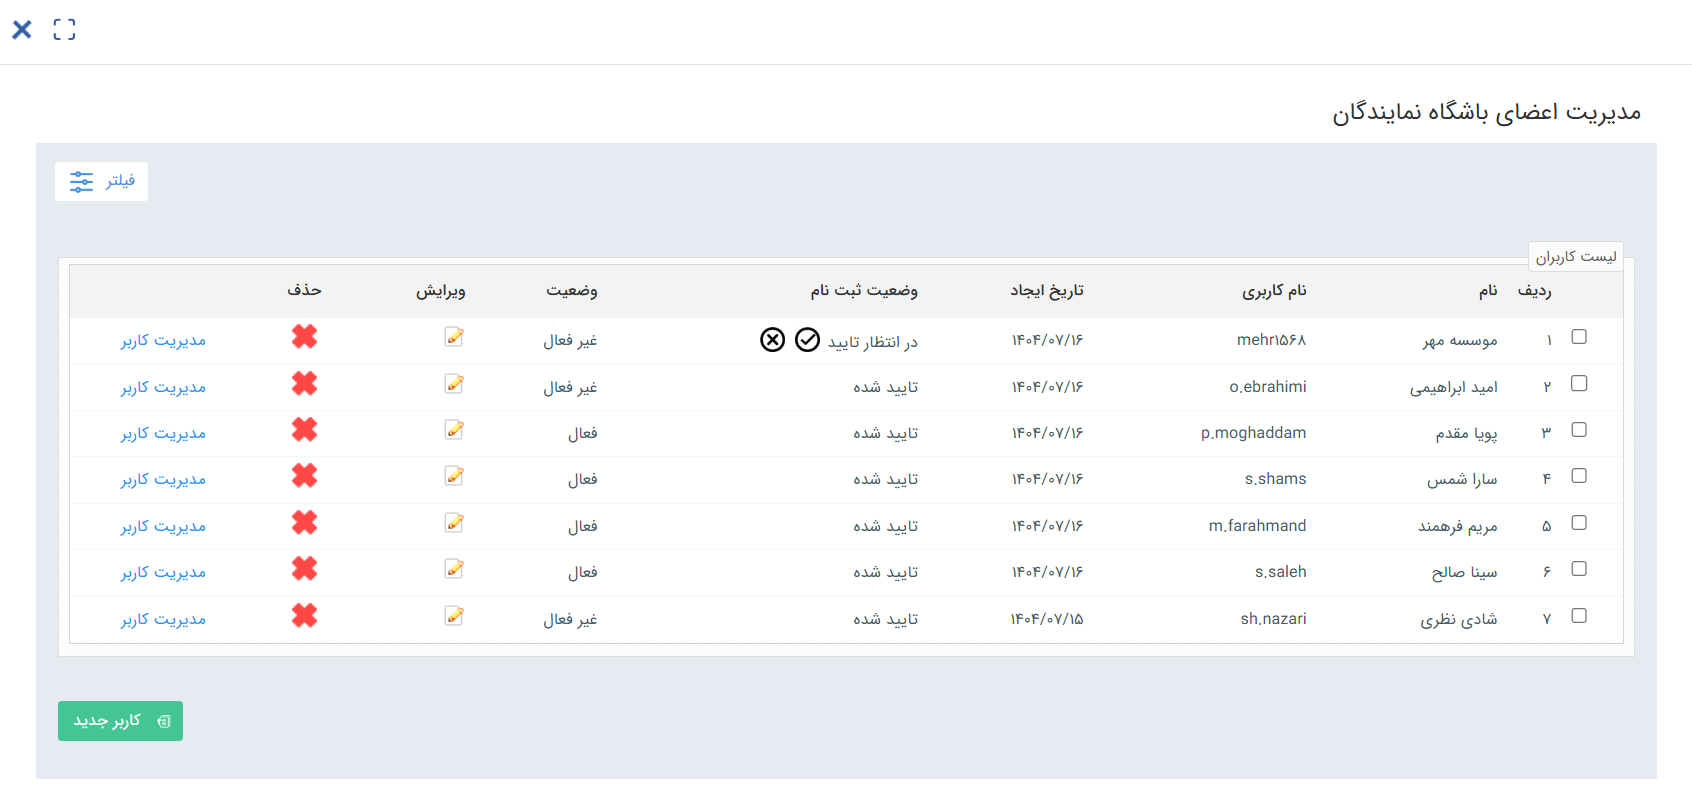 مدیریت اعضای باشگاه نمایندگان
فیلتر
لیست کاربران
ردیف نام نام کاربری تاریخ ایجاد وضعیت ثبت نام وضعیت ویرایش حذف
۱ موسسه مهر mehr۱۵۶۸ ۱۴۰۴/۰۷/۱۶ در انتظار تایید غیر فعال مدیریت کاربر
۲ امید ابراهیمی o.ebrahimi ۱۴۰۴/۰۷/۱۶ تایید شده غیر فعال مدیریت کاربر
۳ پویا مقدم p.moghaddam ۱۴۰۴/۰۷/۱۶ تایید شده فعال مدیریت کاربر
۴ سارا شمس s.shams ۱۴۰۴/۰۷/۱۶ تایید شده فعال مدیریت کاربر
۵ مریم فرهمند m.farahmand ۱۴۰۴/۰۷/۱۶ تایید شده فعال مدیریت کاربر
۶ سینا صالح s.saleh ۱۴۰۴/۰۷/۱۶ تایید شده فعال مدیریت کاربر
۷ شادی نظری sh.nazari ۱۴۰۴/۰۷/۱۵ تایید شده غیر فعال مدیریت کاربر
کاربر جدید